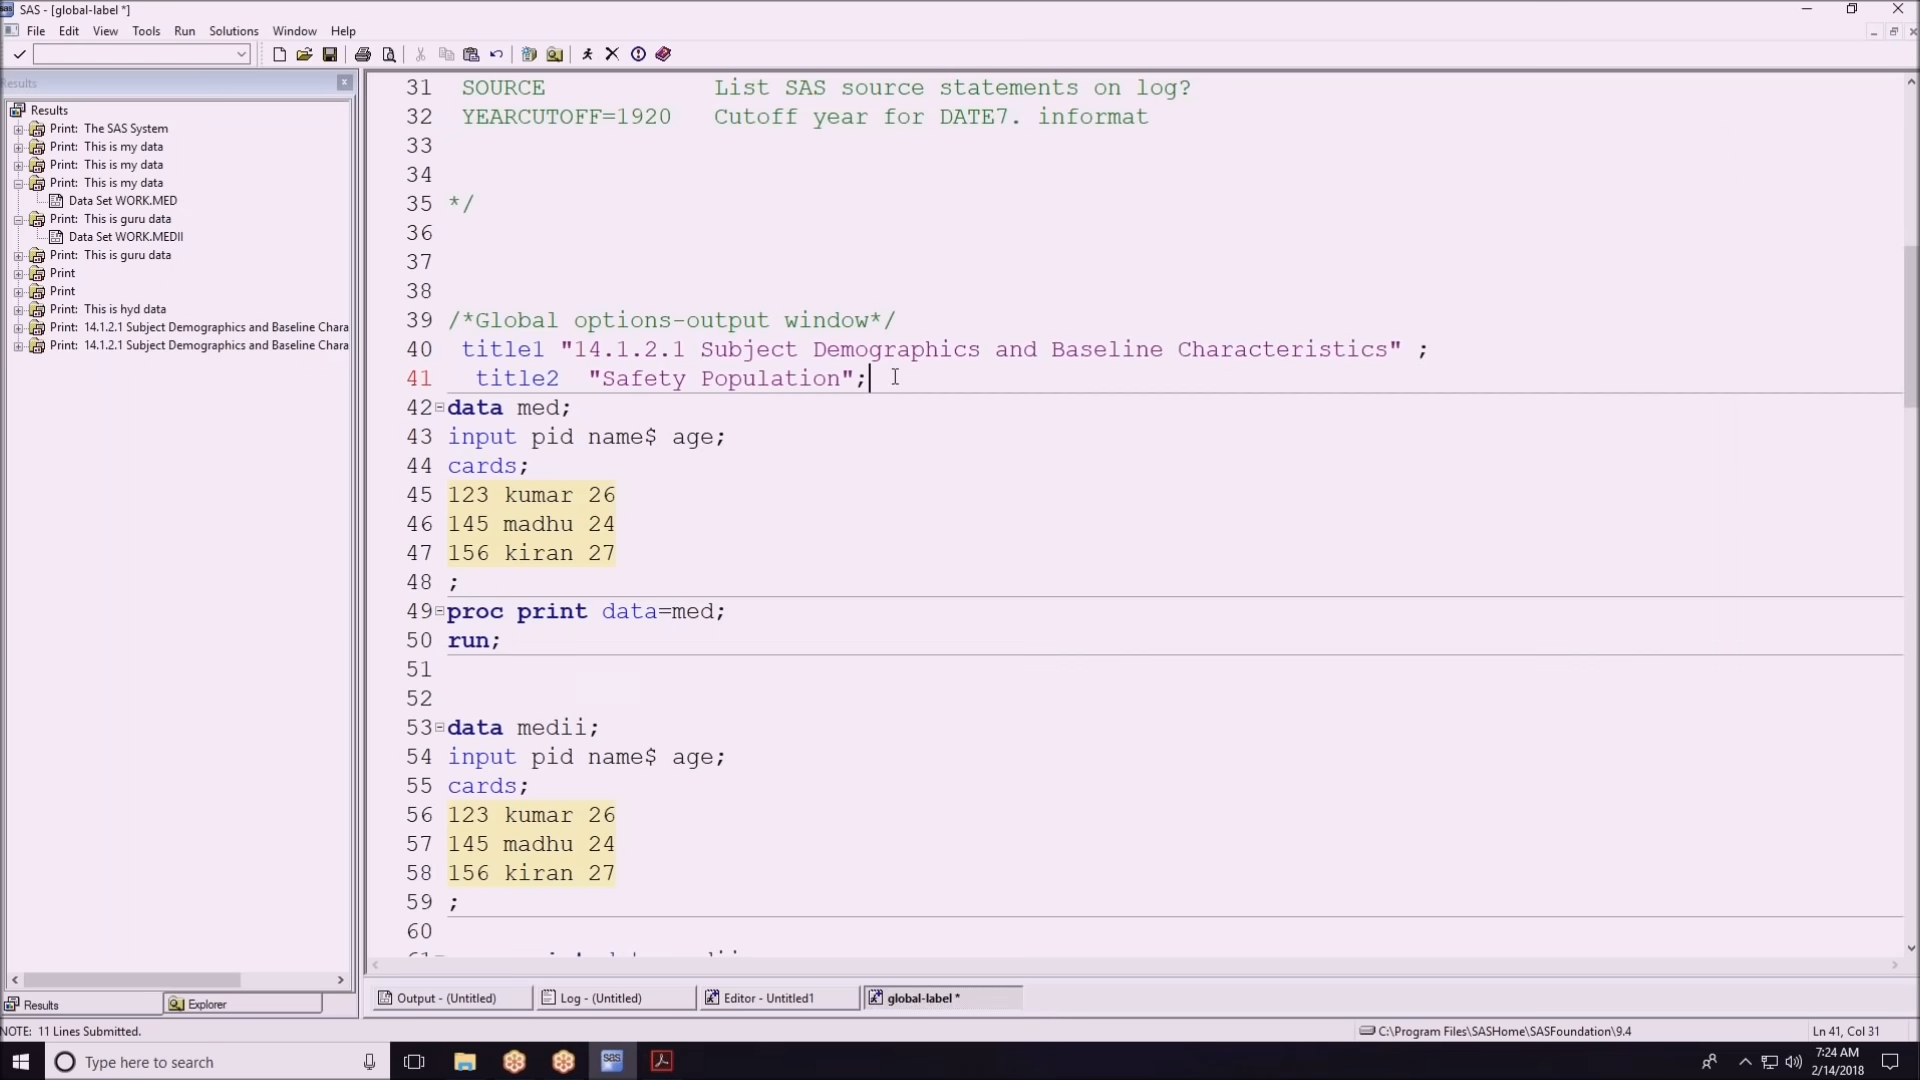 SAS - [global-label *]
File Edit View Tools Run Solutions Window Help
Results
Results
Print: The SAS System
Print: This is my data
Print: This is my data
Print: This is my data
Data Set WORK.MED
Print: This is guru data
Data Set WORK.MEDII
Print: This is guru data
Print
Print
Print: This is hyd data
Print: 14.1.2.1 Subject Demographics and Baseline Chara
Print: 14.1.2.1 Subject Demographics and Baseline Chara
31 SOURCE List SAS source statements on log?
32 YEARCUTOFF=1920 Cutoff year for DATE7. informat
33
34
35 */
36
37
38
39 /*Global options-output window*/
40 title1 "14.1.2.1 Subject Demographics and Baseline Characteristics" ;
41 title2 "Safety Population";
42 data med;
43 input pid name$ age;
44 cards;
45 123 kumar 26
46 145 madhu 24
47 156 kiran 27
48 ;
49 proc print data=med;
50 run;
51
52
53 data medii;
54 input pid name$ age;
55 cards;
56 123 kumar 26
57 145 madhu 24
58 156 kiran 27
59 ;
60
Results Explorer
Output - (Untitled) Log - (Untitled) Editor - Untitled1 global-label *
NOTE: 11 Lines Submitted. C:\Program Files\SASHome\SASFoundation\9.4 Ln 41, Col 31
Type here to search
sas
7:24 AM
2/14/2018